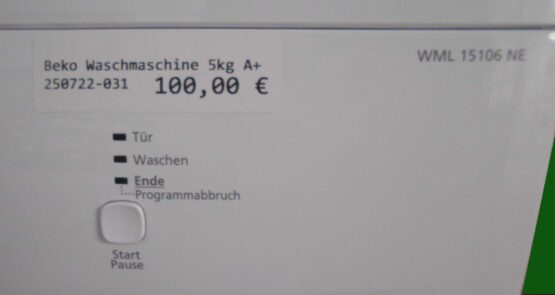 Beko Waschmaschine 5kg A+
250722-031 100,00 €
WML 15106 NE
Tür
Waschen
Ende
Programmabbruch
Start
Pause